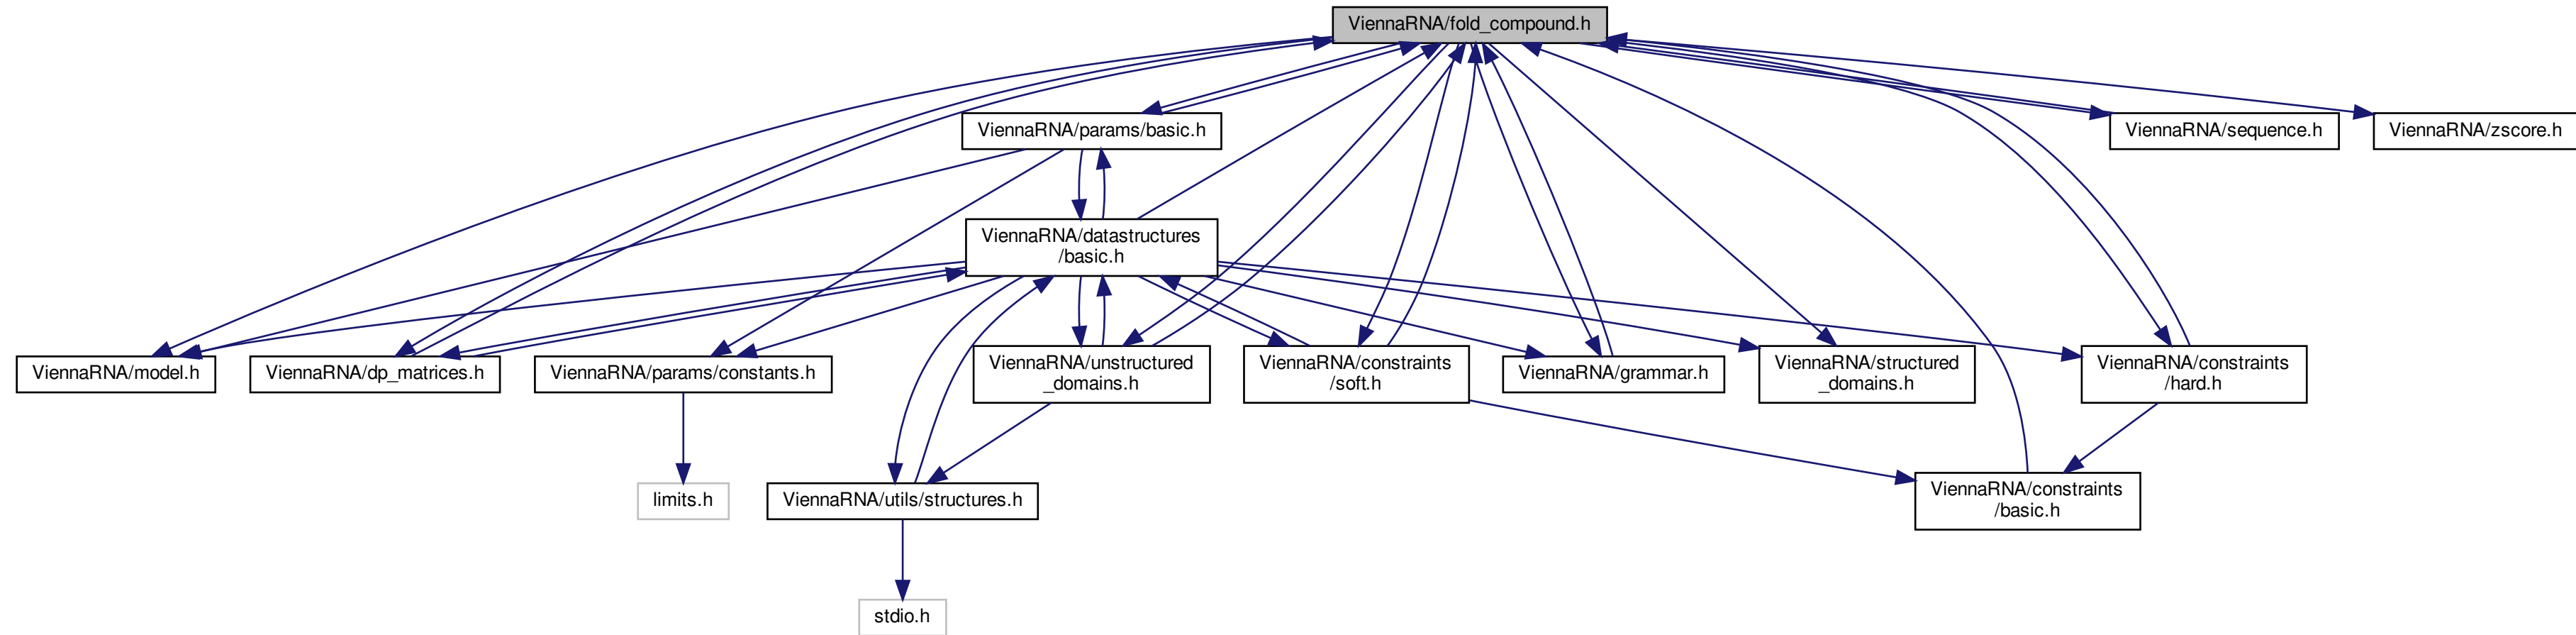 ViennaRNA/fold_compound.h
ViennaRNA/params/basic.h
ViennaRNA/sequence.h
ViennaRNA/zscore.h
ViennaRNA/datastructures
/basic.h
ViennaRNA/model.h
ViennaRNA/dp_matrices.h
ViennaRNA/params/constants.h
ViennaRNA/unstructured
_domains.h
ViennaRNA/constraints
/soft.h
ViennaRNA/grammar.h
ViennaRNA/structured
_domains.h
ViennaRNA/constraints
/hard.h
limits.h
ViennaRNA/utils/structures.h
ViennaRNA/constraints
/basic.h
stdio.h